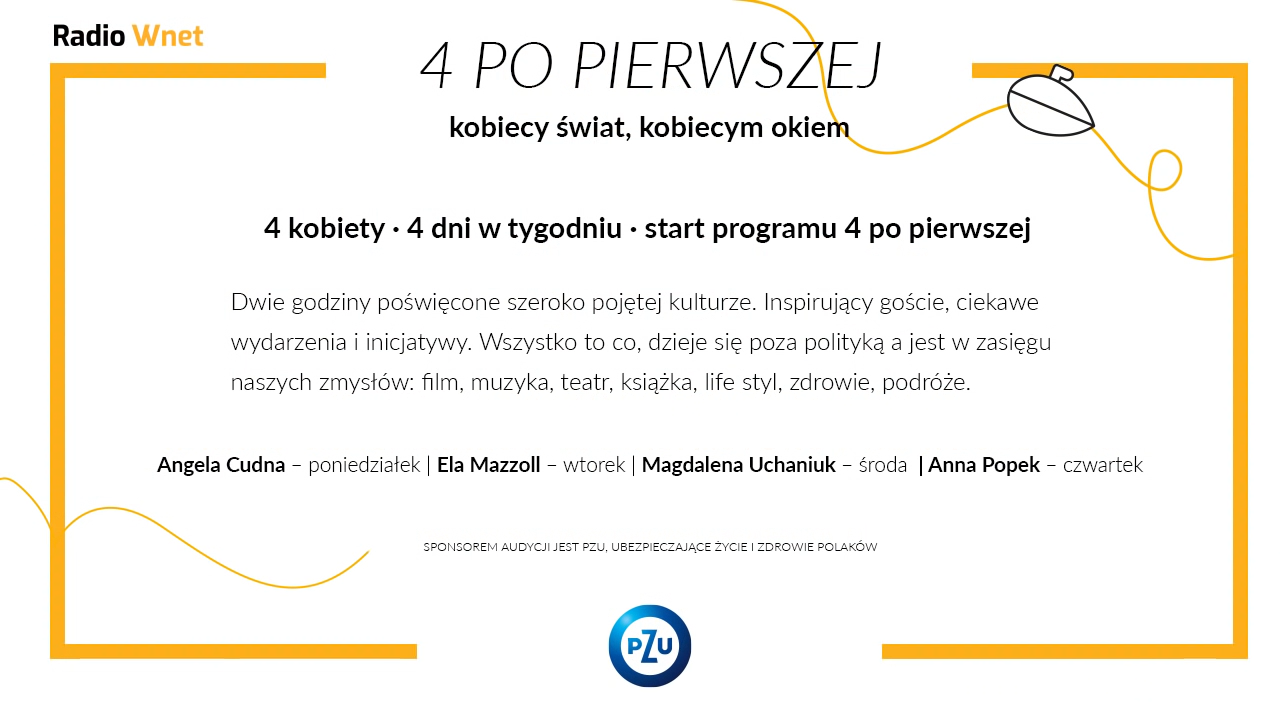 Radio Wnet
4 PO PIERWSZEJ
kobiecy świat, kobiecym okiem
4 kobiety · 4 dni w tygodniu · start programu 4 po pierwszej
Dwie godziny poświęcone szeroko pojętej kulturze. Inspirujący goście, ciekawe
wydarzenia i inicjatywy. Wszystko to co, dzieje się poza polityką a jest w zasięgu
naszych zmysłów: film, muzyka, teatr, książka, life styl, zdrowie, podróże.
Angela Cudna – poniedziałek | Ela Mazzoll – wtorek | Magdalena Uchaniuk – środa | Anna Popek – czwartek
SPONSOREM AUDYCJI JEST PZU, UBEZPIECZAJĄCE ŻYCIE I ZDROWIE POLAKÓW
PZU